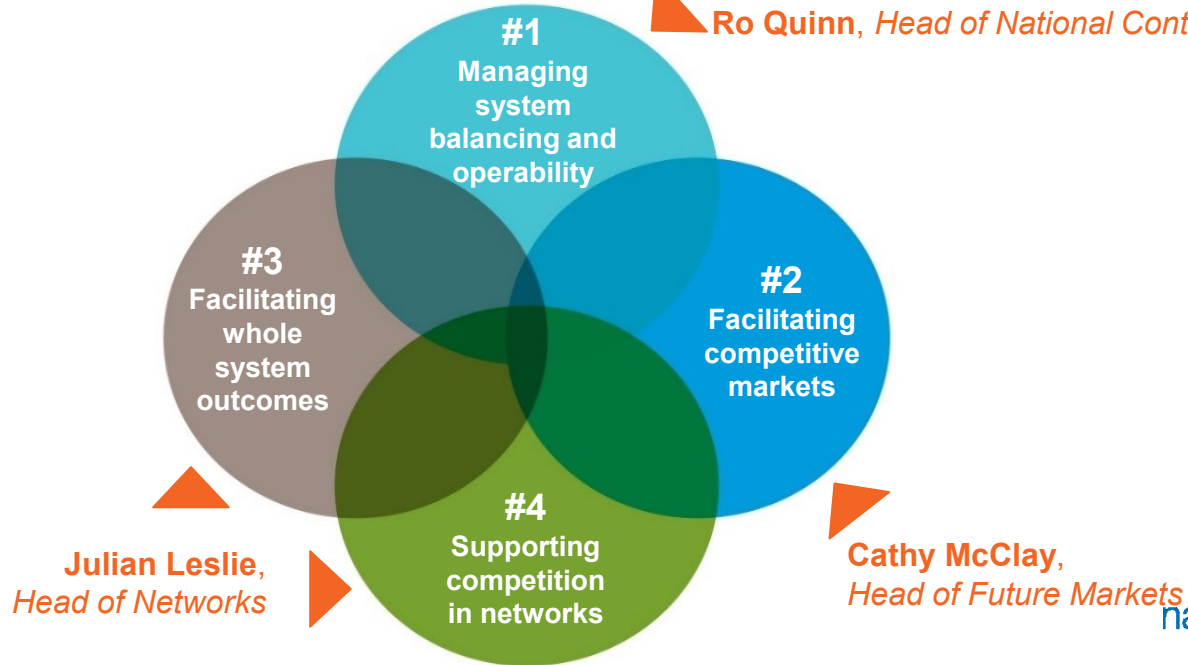 #1
Managing
system
balancing and
operability
Ro Quinn, Head of National Cont
#3
Facilitating
whole
system
outcomes
#2
Facilitating
competitive
markets
#4
Supporting
competition
in networks
Julian Leslie,
Head of Networks
Cathy McClay,
Head of Future Markets
na